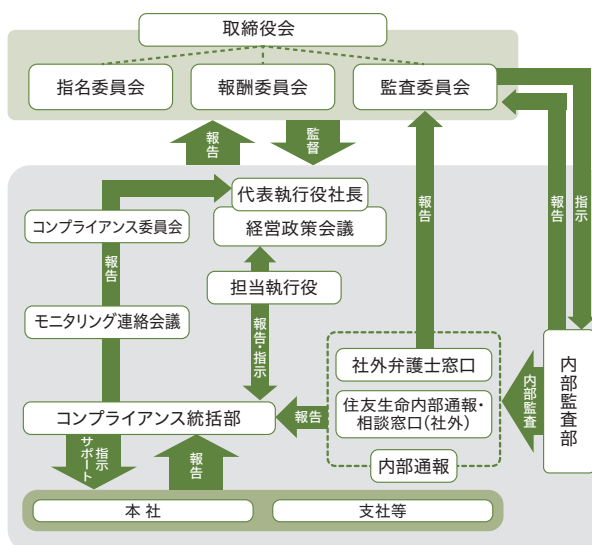 取締役会
指名委員会
報酬委員会
監査委員会
報告
監督
報告
報告
指示
代表執行役社長
経営政策会議
コンプライアンス委員会
報告
担当執行役
モニタリング連絡会議
報告・指示
社外弁護士窓口
住友生命内部通報・
相談窓口(社外)
内部通報
内部監査
内部監査部
コンプライアンス統括部
報告
指示
サポート
報告
本社
支社等